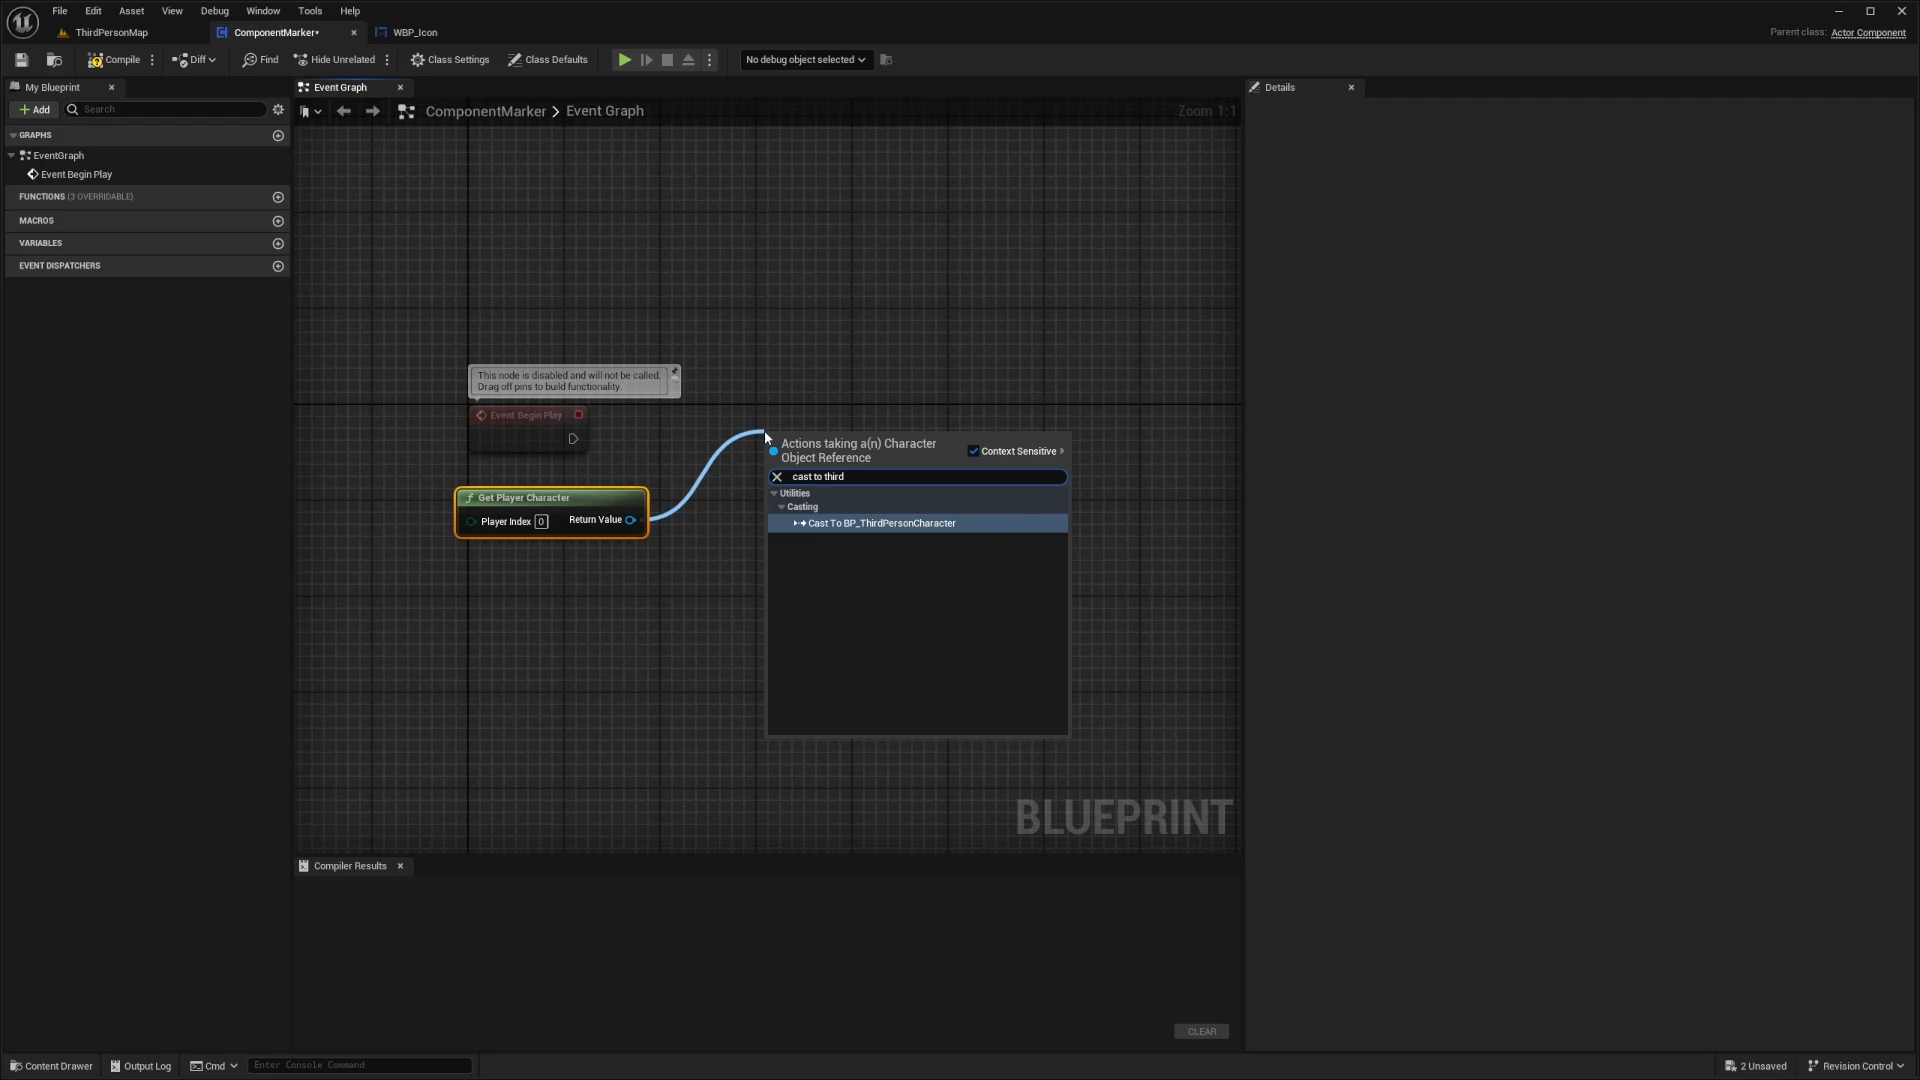 File Edit Asset View Debug Window Tools Help
ThirdPersonMap ComponentMarker* WBP_Icon Parent class: Actor Component
Compile Diff Find Hide Unrelated Class Settings Class Defaults No debug object selected
My Blueprint Event Graph Details
Add Search ComponentMarker > Event Graph Zoom 1:1
GRAPHS
EventGraph
Event Begin Play
FUNCTIONS (3 OVERRIDABLE)
MACROS
VARIABLES
EVENT DISPATCHERS
This node is disabled and will not be called.
Drag off pins to build functionality.
Event Begin Play
Get Player Character
Player Index 0 Return Value
Actions taking a(n) Character
Object Reference
Context Sensitive
cast to third
Utilities
Casting
Cast To BP_ThirdPersonCharacter
BLUEPRINT
Compiler Results
CLEAR
Content Drawer Output Log Cmd Enter Console Command 2 Unsaved Revision Control